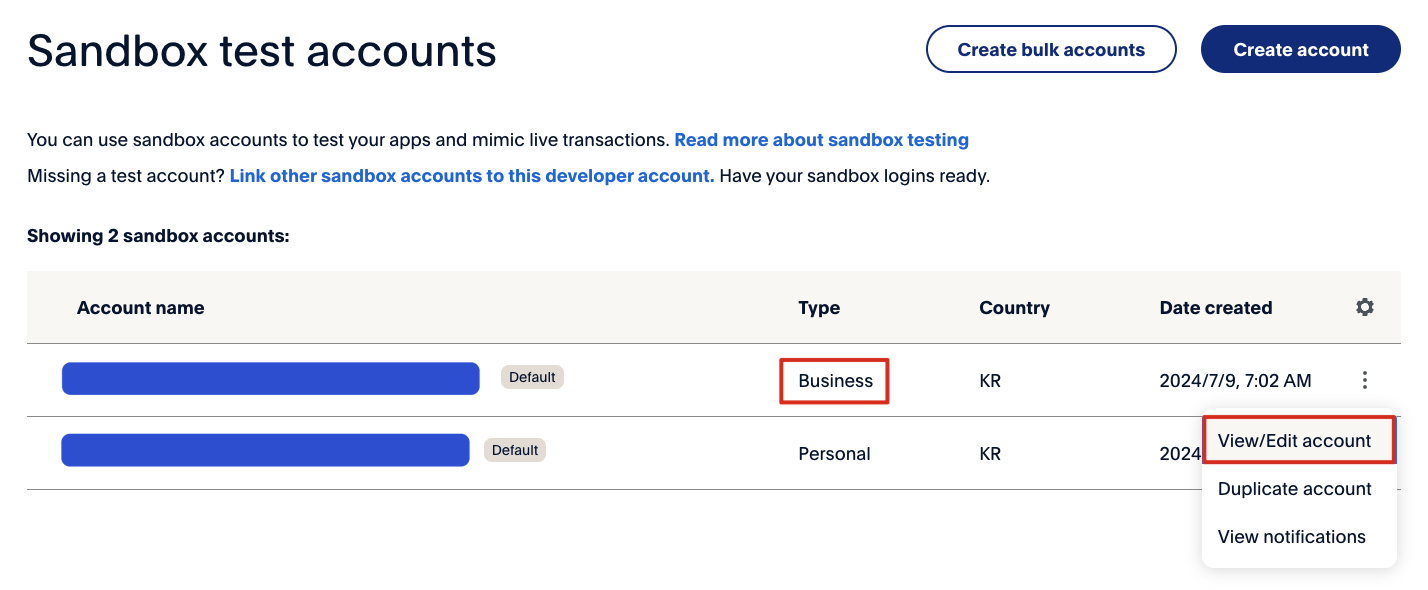 Sandbox test accounts
Create bulk accounts
Create account
You can use sandbox accounts to test your apps and mimic live transactions. Read more about sandbox testing
Missing a test account? Link other sandbox accounts to this developer account. Have your sandbox logins ready.
Showing 2 sandbox accounts:
Account name Type Country Date created
Default Business KR 2024/7/9, 7:02 AM
Default Personal KR 2024
View/Edit account
Duplicate account
View notifications